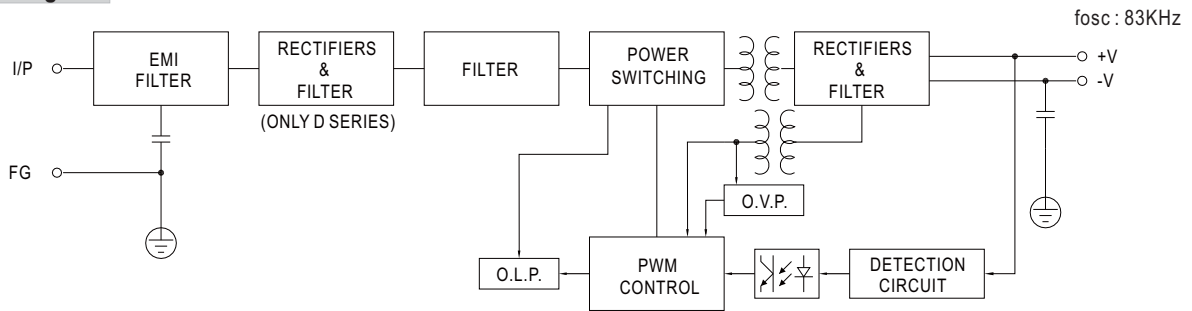 fosc : 83KHz
I/P
EMI
FILTER
RECTIFIERS
&
FILTER
(ONLY D SERIES)
FILTER
POWER
SWITCHING
RECTIFIERS
&
FILTER
+V
-V
FG
O.V.P.
O.L.P.
PWM
CONTROL
DETECTION
CIRCUIT